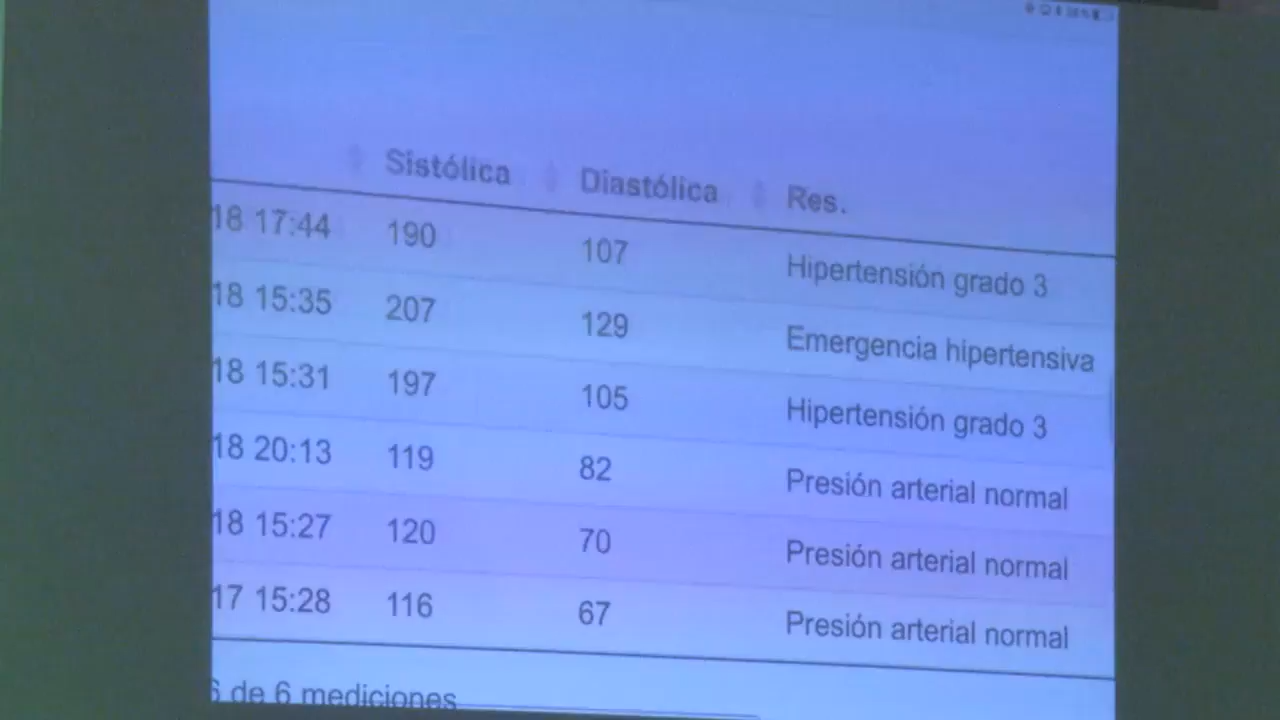 Sistólica Diastólica Res.
18 17:44 190 107 Hipertensión grado 3
18 15:35 207 129 Emergencia hipertensiva
18 15:31 197 105 Hipertensión grado 3
18 20:13 119 82 Presión arterial normal
18 15:27 120 70 Presión arterial normal
17 15:28 116 67 Presión arterial normal
6 de 6 mediciones